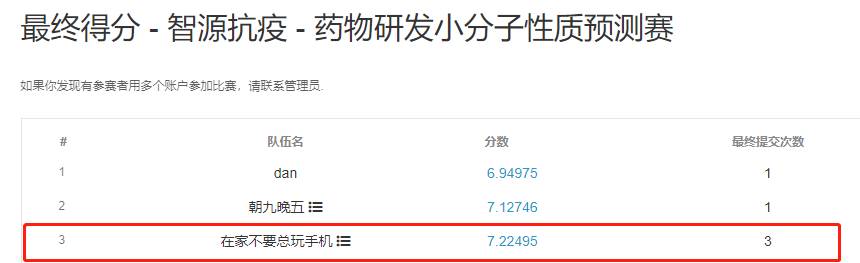 最终得分 - 智源抗疫 - 药物研发小分子性质预测赛
如果你发现有参赛者用多个账户参加比赛，请联系管理员.
# 队伍名 分数 最终提交次数
1 dan 6.94975 1
2 朝九晚五 7.12746 1
3 在家不要总玩手机 7.22495 3